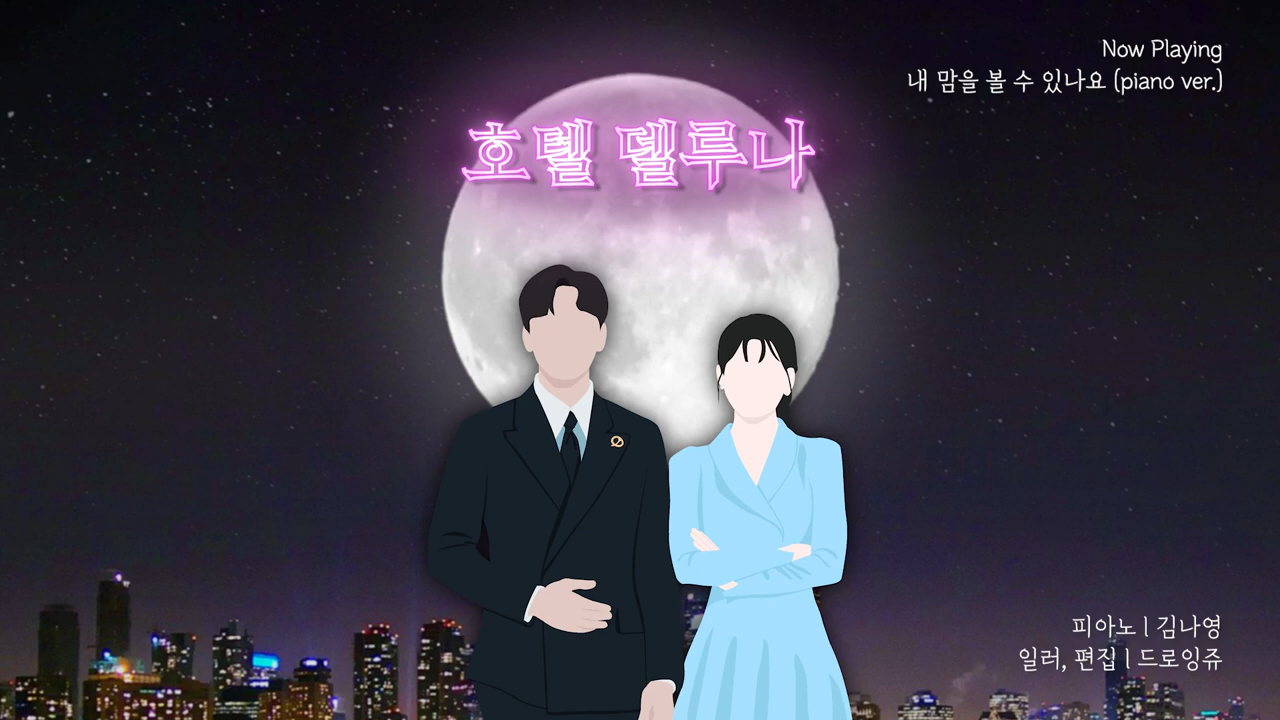 Now Playing
내 맘을 볼 수 있나요 (piano ver.)
호텔 델루나
피아노 l 김나영
일러, 편집 l 드로잉쥬